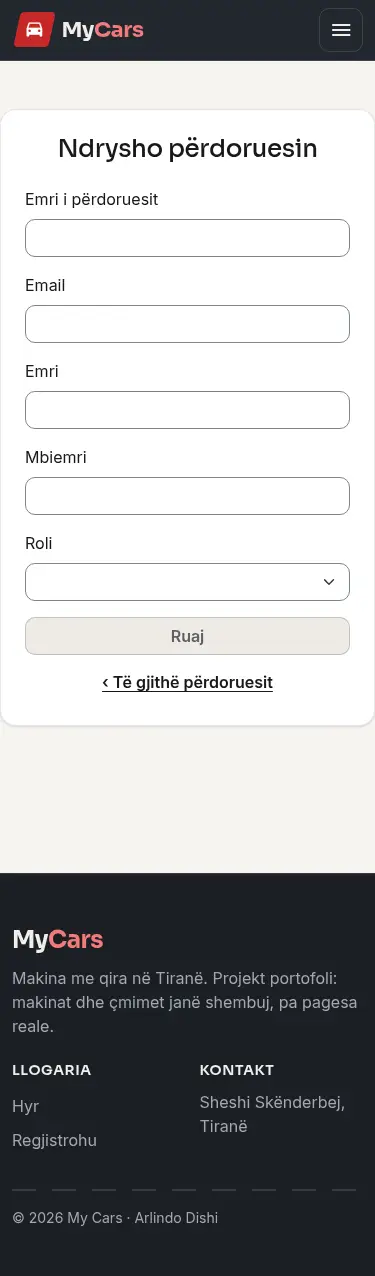 MyCars
Ndrysho përdoruesin
Emri i përdoruesit
Email
Emri
Mbiemri
Roli
Ruaj
‹ Të gjithë përdoruesit
MyCars
Makina me qira në Tiranë. Projekt portofoli:
makinat dhe çmimet janë shembuj, pa pagesa
reale.
LLOGARIA
Hyr
Regjistrohu
KONTAKT
Sheshi Skënderbej,
Tiranë
© 2026 My Cars · Arlindo Dishi